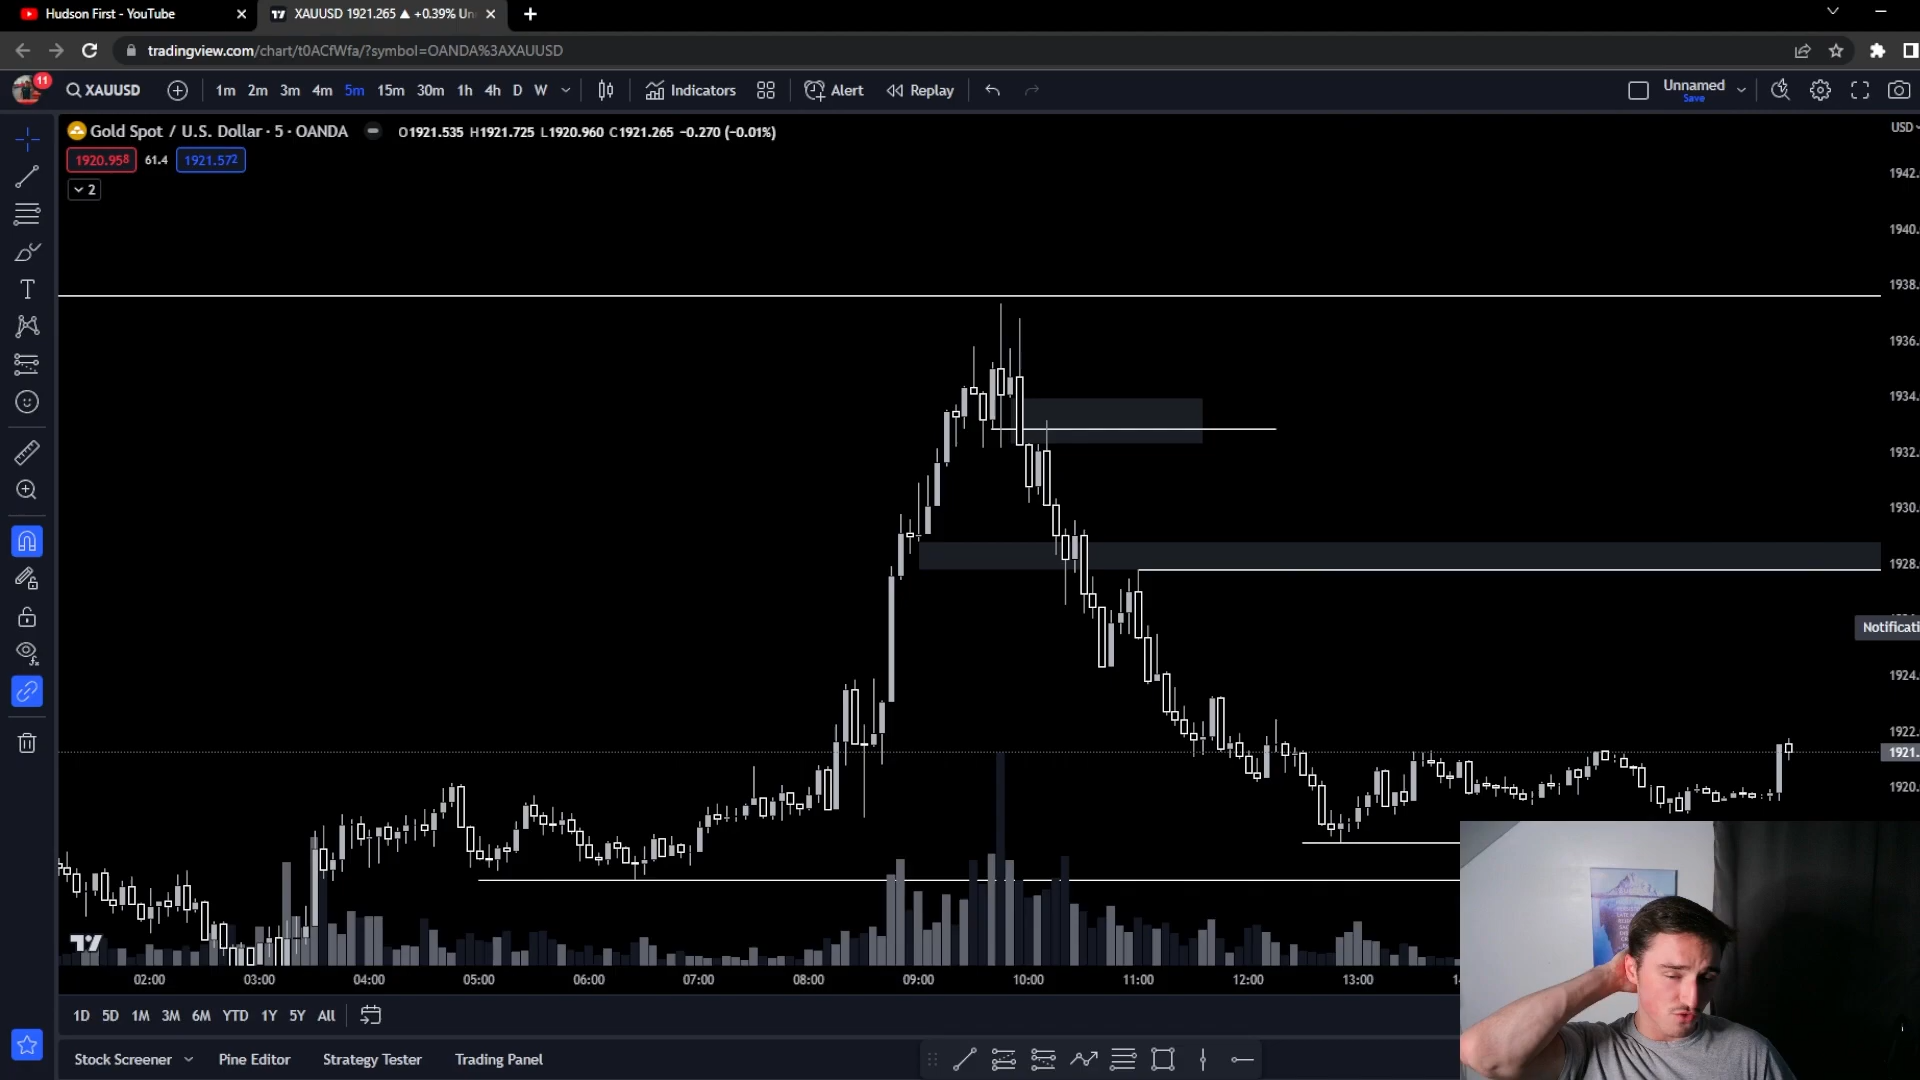 Hudson First - YouTube
XAUUSD 1921.265 ▲ +0.39% Un
tradingview.com/chart/t0ACfWfa/?symbol=OANDA%3AXAUUSD
11
XAUUSD
1m 2m 3m 4m 5m 15m 30m 1h 4h D W
Indicators
Alert
Replay
Unnamed
Save
Gold Spot / U.S. Dollar · 5 · OANDA
O1921.535 H1921.725 L1920.960 C1921.265 −0.270 (−0.01%)
USD
1920.958 61.4 1921.572
2
1942.
1940.
1938.
1936.
1934.
1932.
1930.
1928.
Notificati
1924.
1922.
1921.
1920.
02:00 03:00 04:00 05:00 06:00 07:00 08:00 09:00 10:00 11:00 12:00 13:00
1D 5D 1M 3M 6M YTD 1Y 5Y All
Stock Screener Pine Editor Strategy Tester Trading Panel